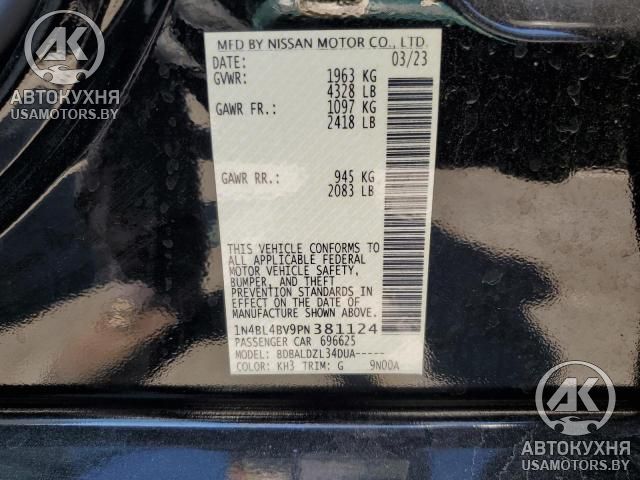 MFD BY NISSAN MOTOR CO., LTD.
DATE: 03/23
GVWR: 1963 KG
4328 LB
GAWR FR.: 1097 KG
2418 LB
GAWR RR.: 945 KG
2083 LB
THIS VEHICLE CONFORMS TO
ALL APPLICABLE FEDERAL
MOTOR VEHICLE SAFETY,
BUMPER, AND THEFT
PREVENTION STANDARDS IN
EFFECT ON THE DATE OF
MANUFACTURE SHOWN ABOVE.
1N4BL4BV9PN381124
PASSENGER CAR 696625
MODEL: BDBALDZL34DUA-----
COLOR: KH3 TRIM: G 9N00A
AK
АВТОКУХНЯ
USAMOTORS.BY
AK
АВТОКУХНЯ
USAMOTORS.BY